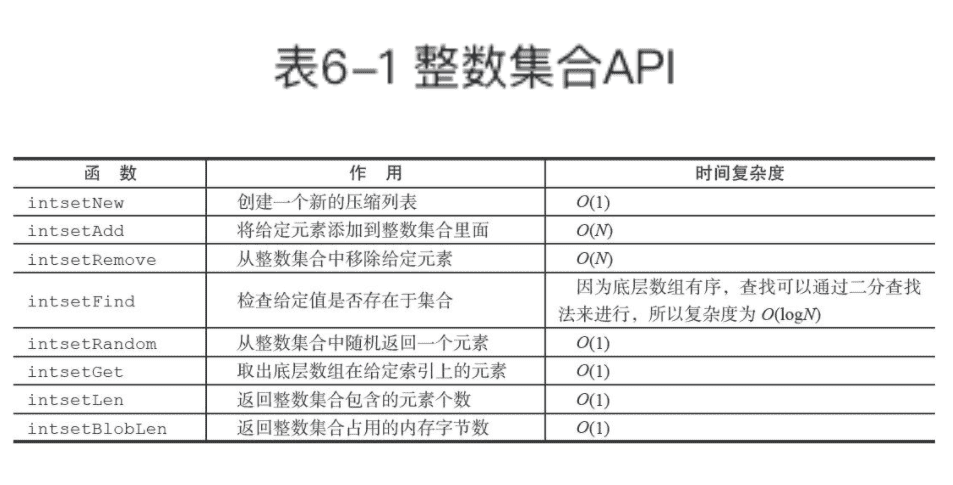 表6-1 整数集合API
函 数 作 用 时间复杂度
intsetNew 创建一个新的压缩列表 O(1)
intsetAdd 将给定元素添加到整数集合里面 O(N)
intsetRemove 从整数集合中移除给定元素 O(N)
intsetFind 检查给定值是否存在于集合 因为底层数组有序，查找可以通过二分查找
法来进行，所以复杂度为 O(logN)
intsetRandom 从整数集合中随机返回一个元素 O(1)
intsetGet 取出底层数组在给定索引上的元素 O(1)
intsetLen 返回整数集合包含的元素个数 O(1)
intsetBlobLen 返回整数集合占用的内存字节数 O(1)